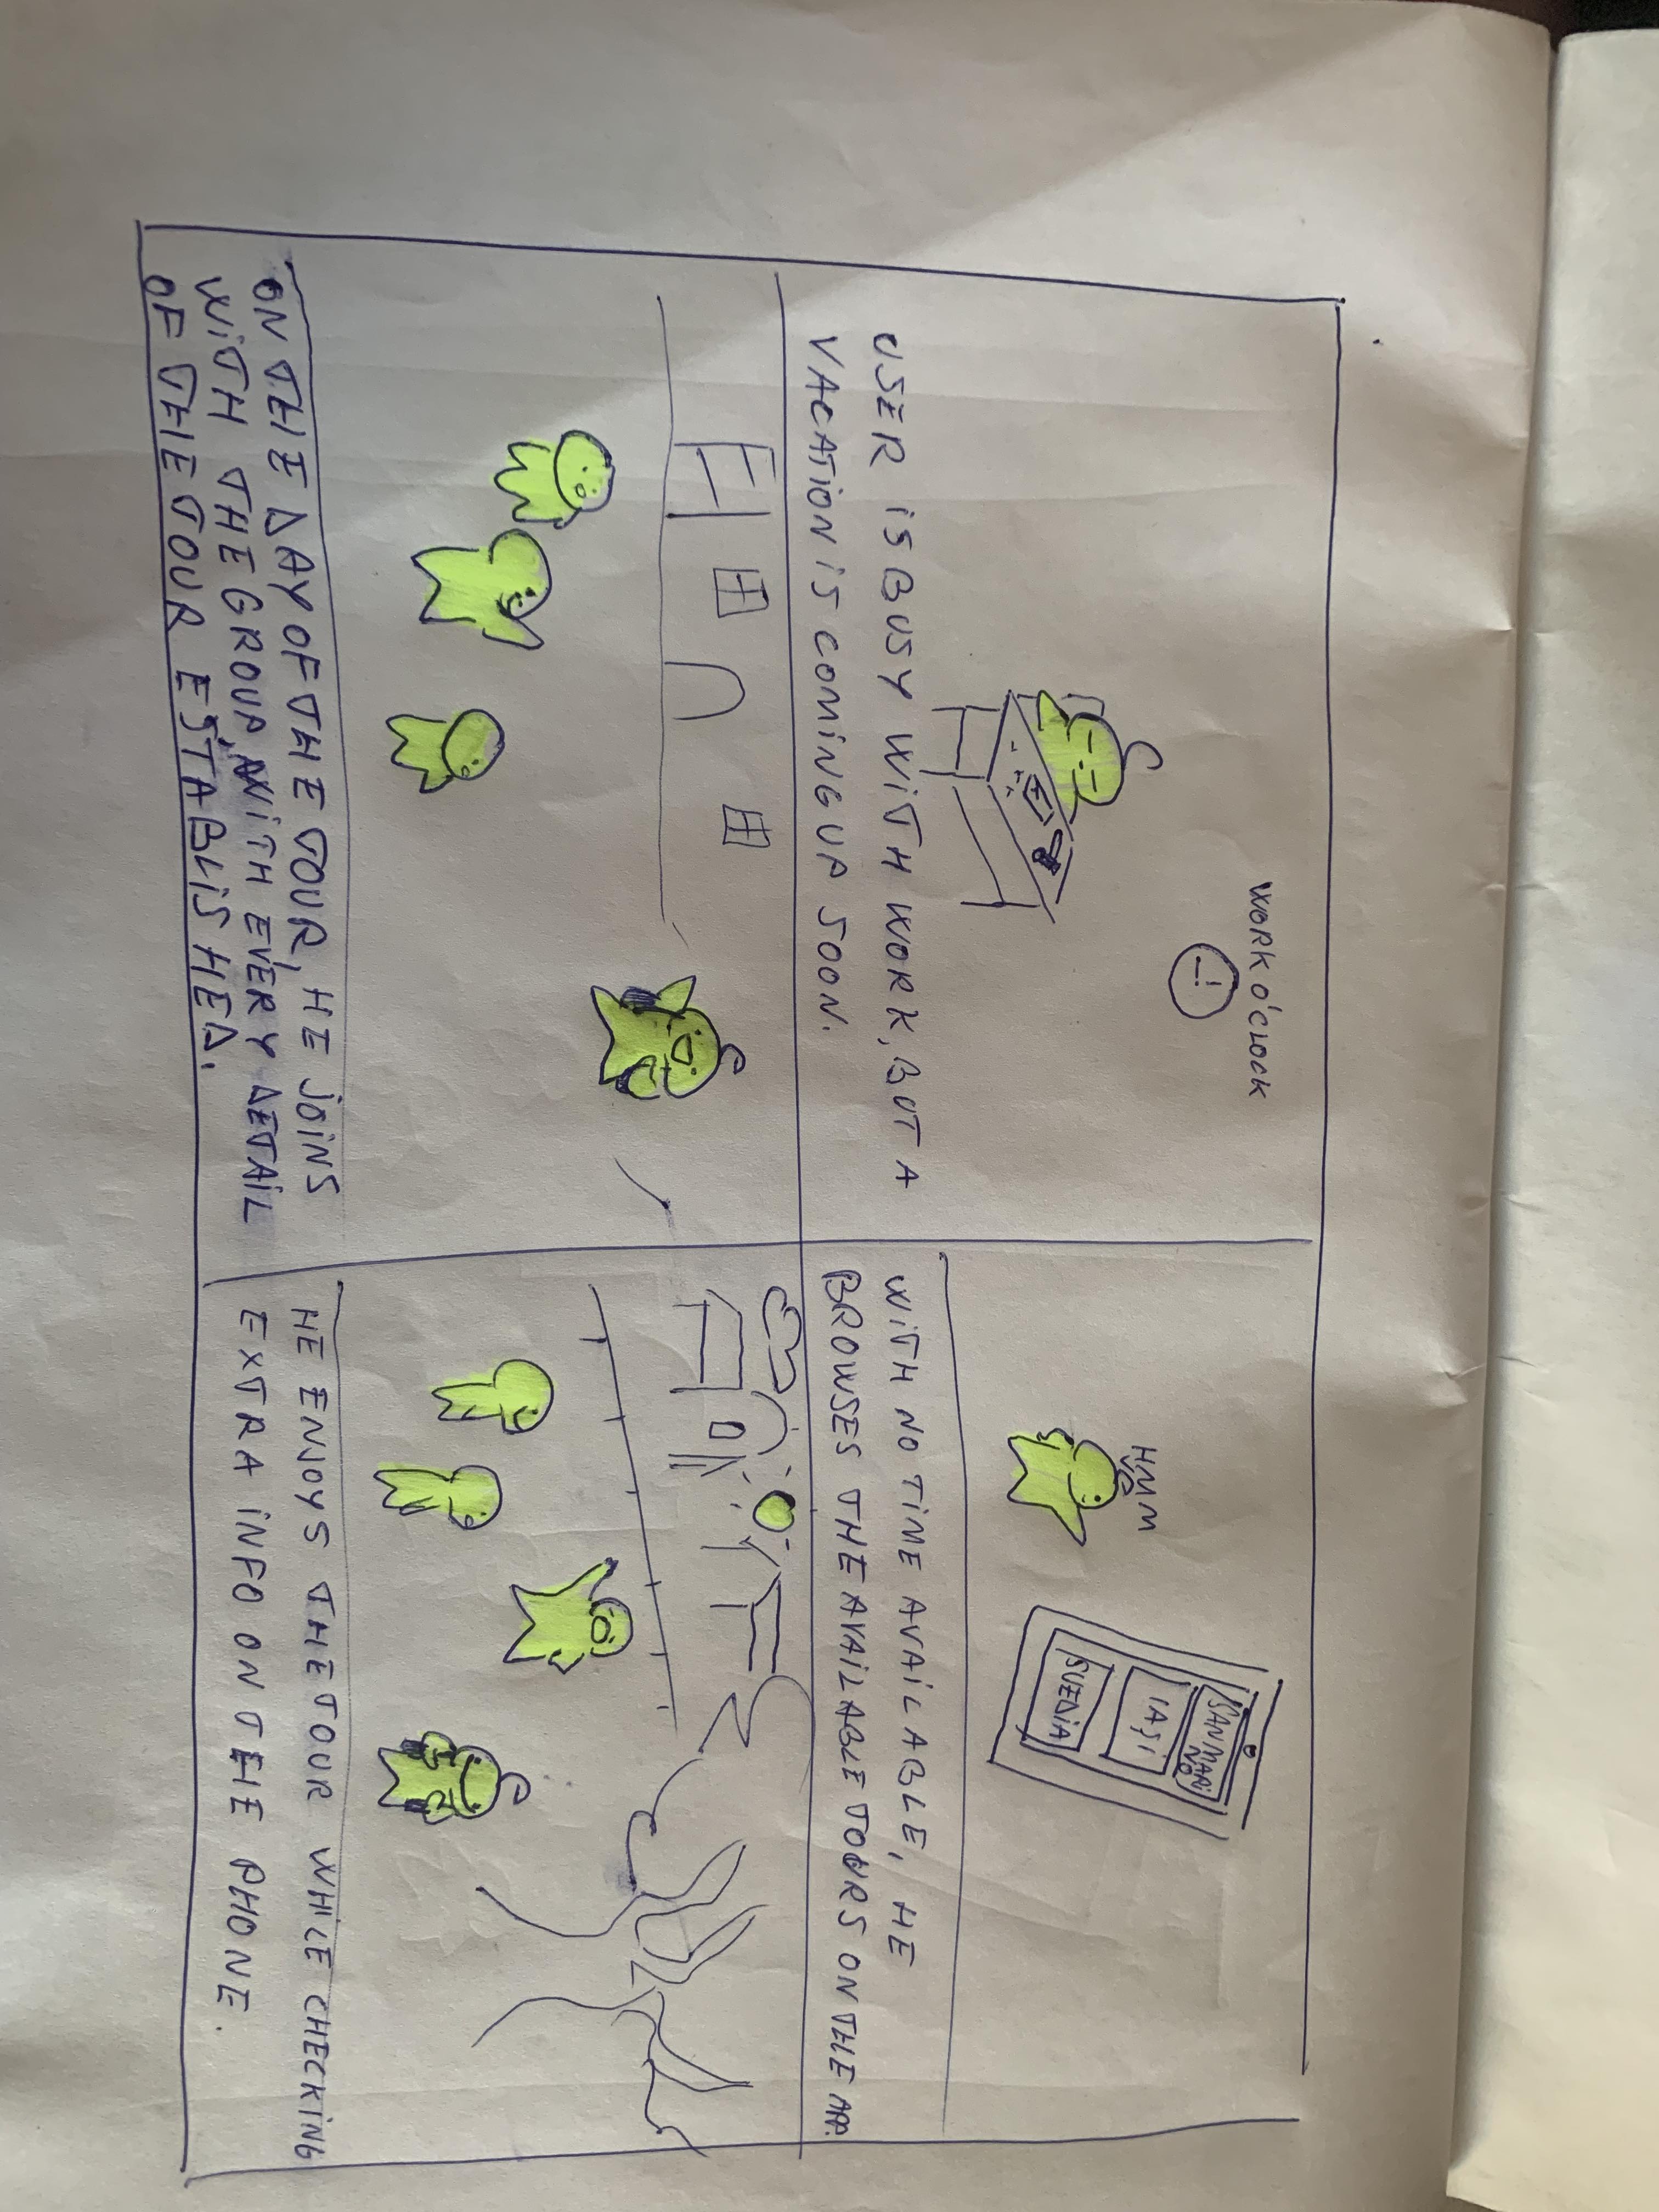 WORK O'CLOCK
USER IS BUSY WITH WORK, BUT A
VACATION IS COMING UP SOON.
HMM
SAN MARI
NO
IAȘI
SUEDIA
WITH NO TIME AVAILABLE, HE
BROWSES THE AVAILABLE TOURS ON THE APP.
ON THE DAY OF THE TOUR, HE JOINS
WITH THE GROUP, WITH EVERY DETAIL
OF THE TOUR ESTABLISHED.
HE ENJOYS THE TOUR WHILE CHECKING
EXTRA INFO ON THE PHONE.